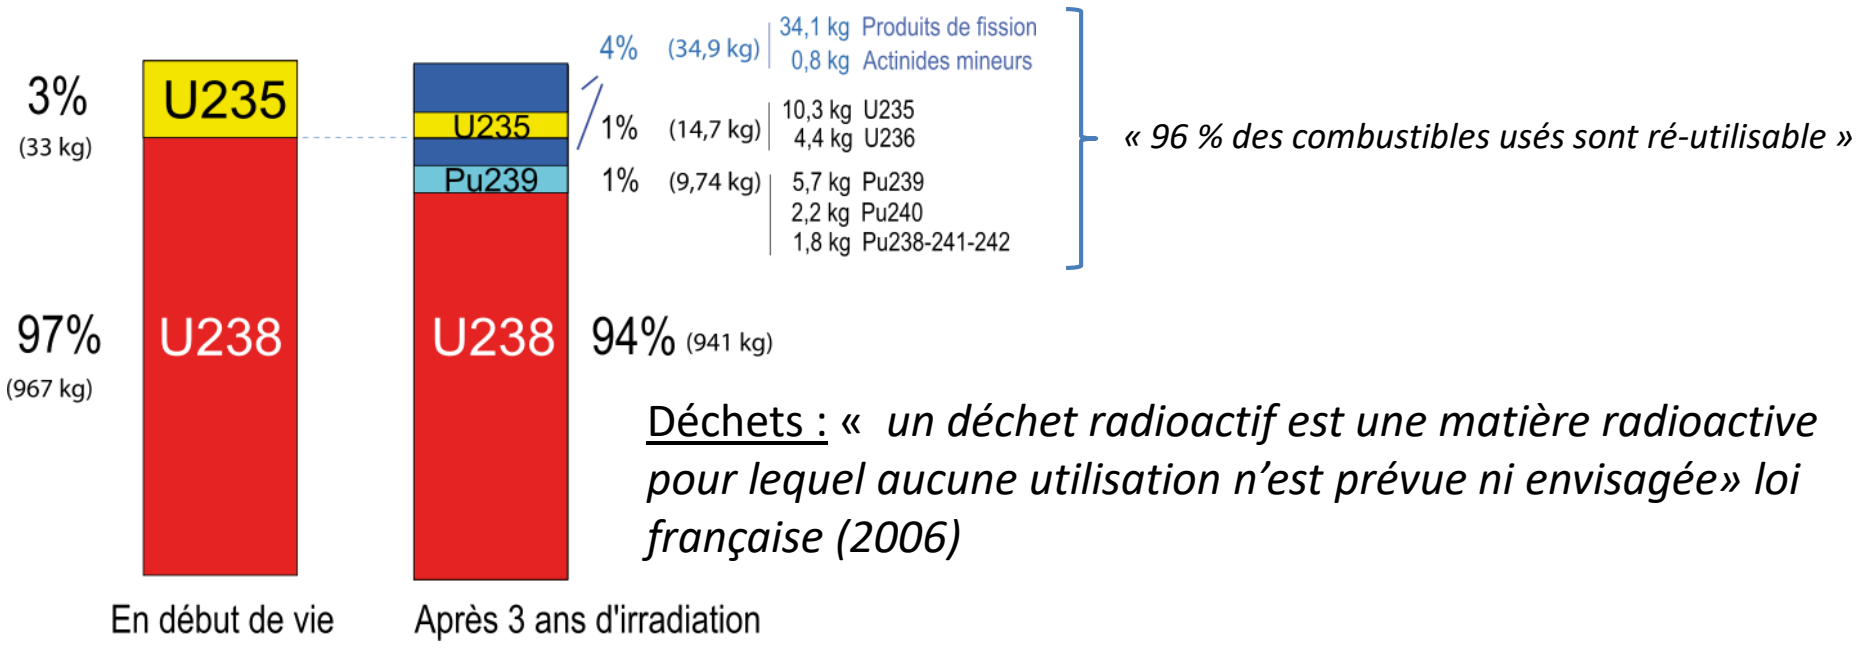 3%
(33 kg)
U235
97%
(967 kg)
U238
En début de vie
U235
Pu239
U238
Après 3 ans d'irradiation
4% (34,9 kg) 34,1 kg Produits de fission
0,8 kg Actinides mineurs
1% (14,7 kg) 10,3 kg U235
4,4 kg U236
1% (9,74 kg) 5,7 kg Pu239
2,2 kg Pu240
1,8 kg Pu238-241-242
94% (941 kg)
« 96 % des combustibles usés sont ré-utilisable »
Déchets : « un déchet radioactif est une matière radioactive
pour lequel aucune utilisation n’est prévue ni envisagée» loi
française (2006)